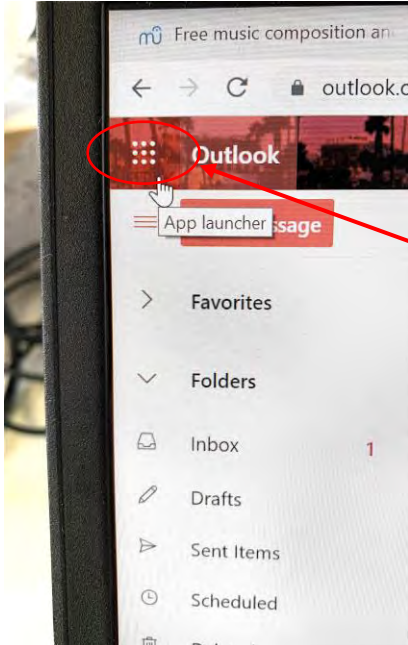 Free music composition an
outlook.c
Outlook
App launcher
ssage
Favorites
Folders
Inbox 1
Drafts
Sent Items
Scheduled